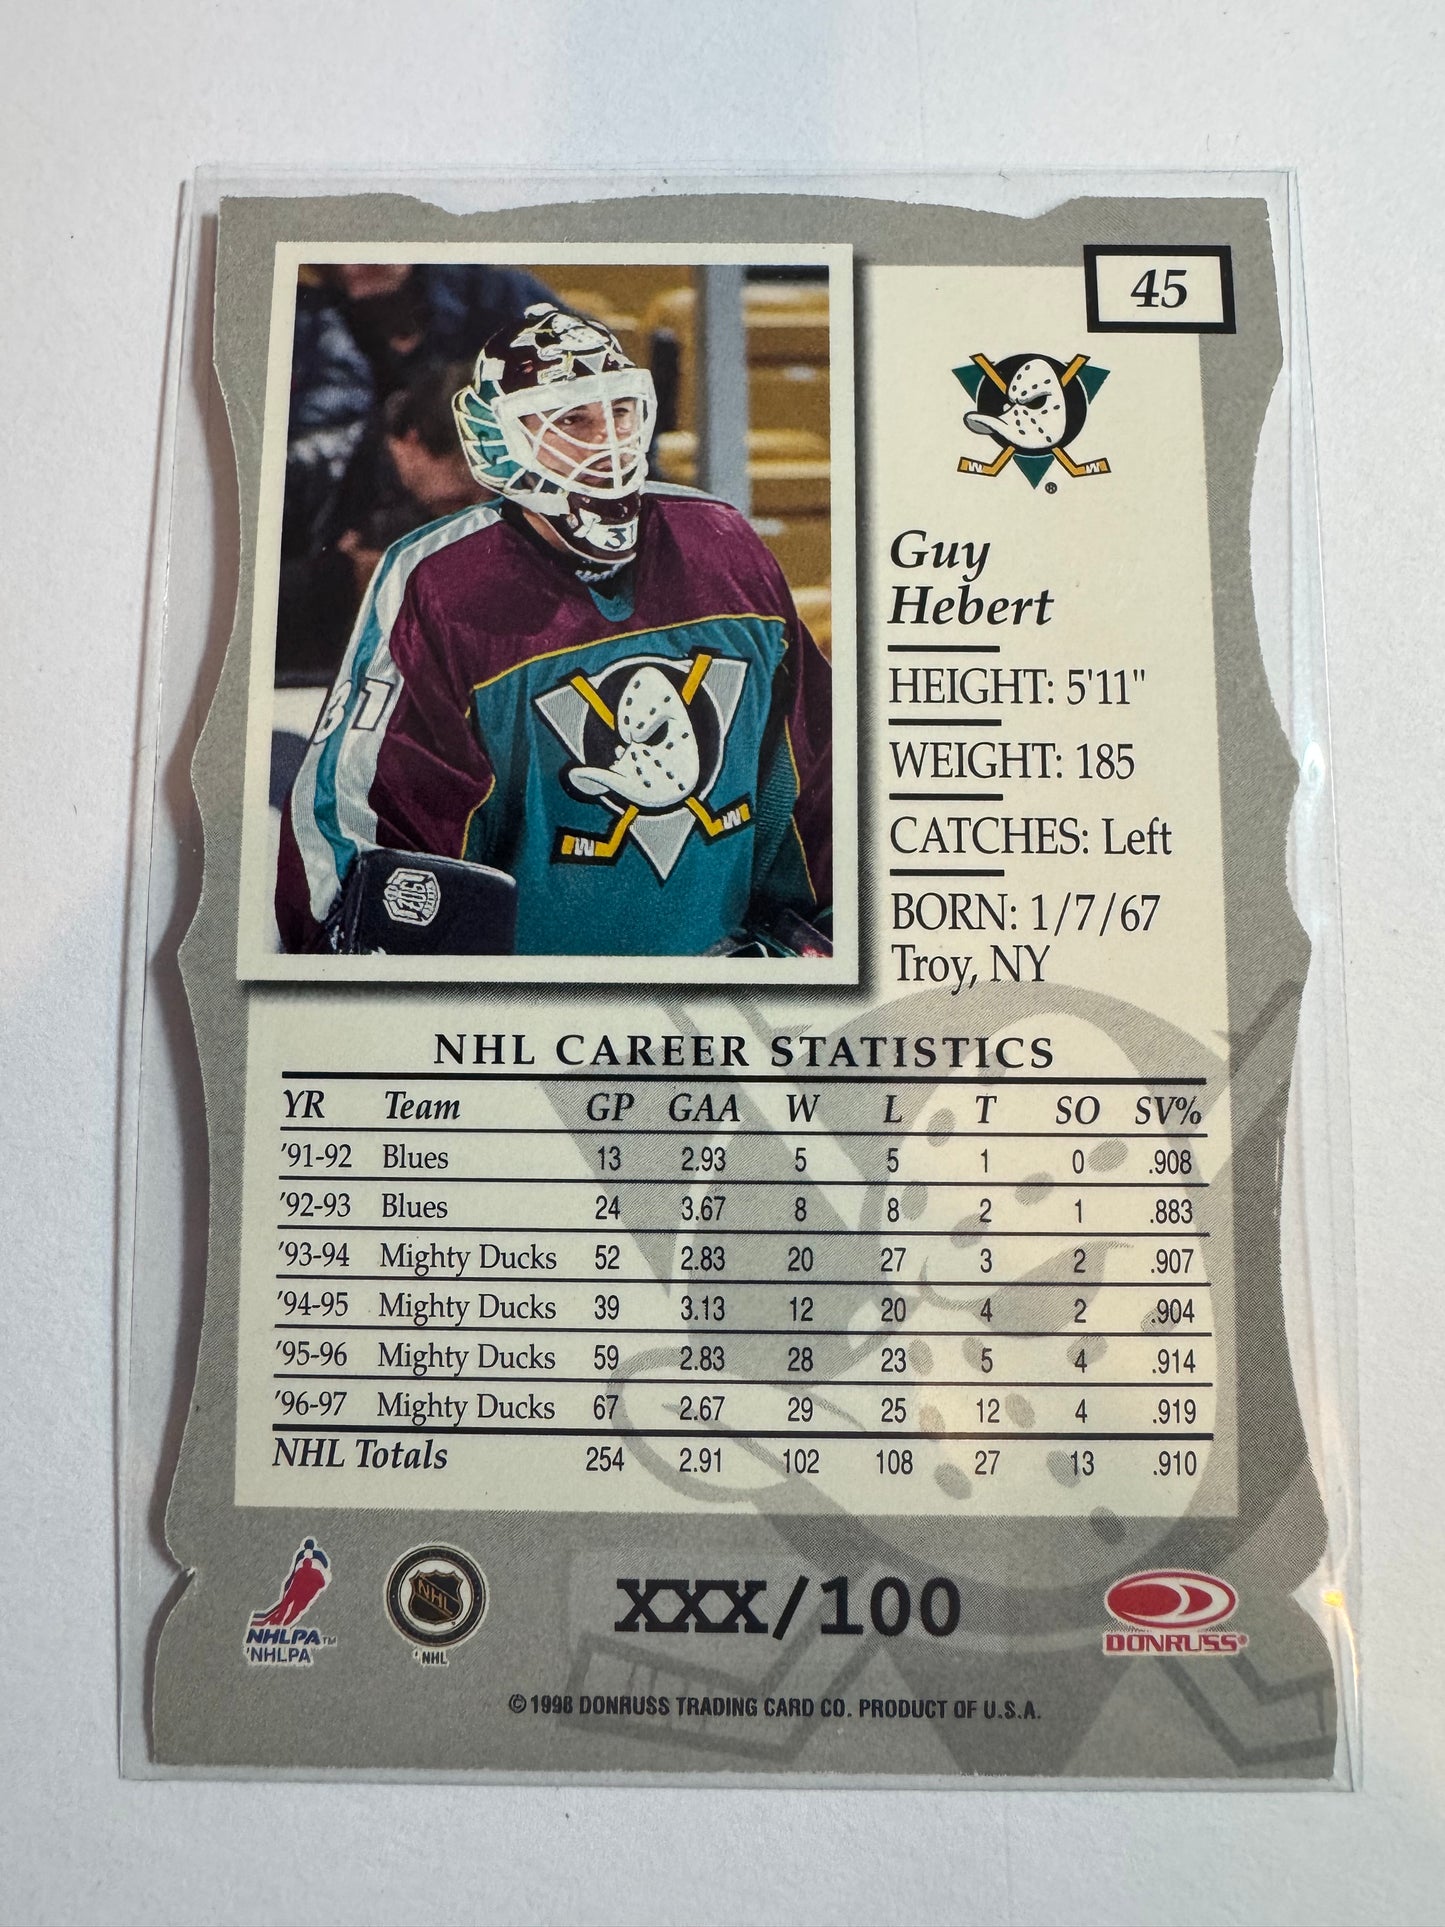 45
Guy
Hebert
HEIGHT: 5'11"
WEIGHT: 185
CATCHES: Left
BORN: 1/7/67
Troy, NY
31
31
NHL CAREER STATISTICS
YR Team GP GAA W L T SO SV%
'91-92 Blues 13 2.93 5 5 1 0 .908
'92-93 Blues 24 3.67 8 8 2 1 .883
'93-94 Mighty Ducks 52 2.83 20 27 3 2 .907
'94-95 Mighty Ducks 39 3.13 12 20 4 2 .904
'95-96 Mighty Ducks 59 2.83 28 23 5 4 .914
'96-97 Mighty Ducks 67 2.67 29 25 12 4 .919
NHL Totals 254 2.91 102 108 27 13 .910
NHLPA™
'NHLPA
NHL
'NHL
XXX/100
DONRUSS®
© 1998 DONRUSS TRADING CARD CO. PRODUCT OF U.S.A.